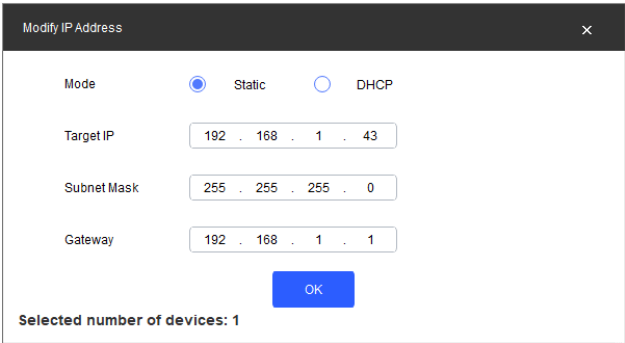 Modify IP Address ×
Mode Static DHCP
Target IP 192 . 168 . 1 . 43
Subnet Mask 255 . 255 . 255 . 0
Gateway 192 . 168 . 1 . 1
OK
Selected number of devices: 1